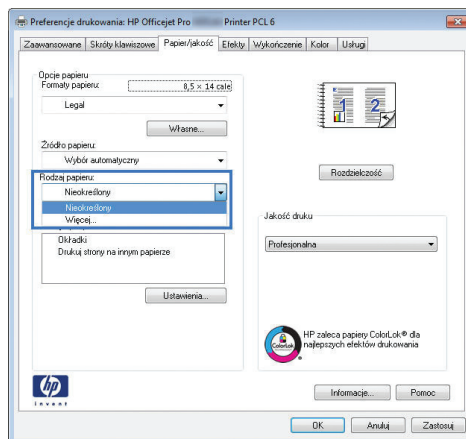 Preferencje drukowania: HP Officejet Pro Printer PCL 6
Zaawansowane Skróty klawiszowe Papier/jakość Efekty Wykończenie Kolor Usługi
Opcje papieru
Formaty papieru: 8,5 × 14 cale
Legal
Własne...
Źródło papieru:
Wybór automatyczny
Rodzaj papieru:
Nieokreślony
Nieokreślony
Więcej...
Okładki
Drukuj strony na innym papierze
Ustawienia...
1 2
Rozdzielczość
Jakość druku
Profesjonalna
ColorLok
HP zaleca papiery ColorLok® dla
najlepszych efektów drukowania
hp
invent
Informacje... Pomoc
OK Anuluj Zastosuj